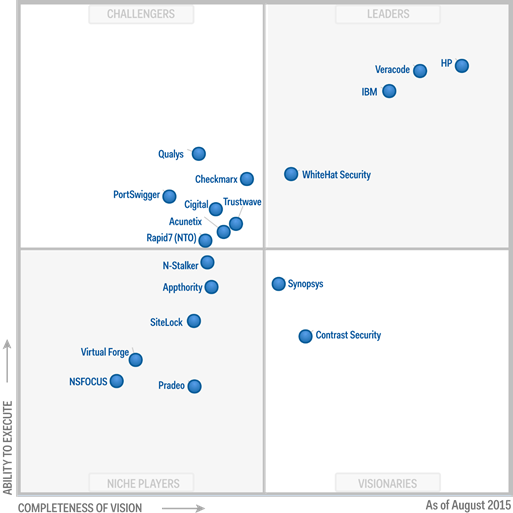 CHALLENGERS
LEADERS
HP
Veracode
IBM
Qualys
WhiteHat Security
Checkmarx
PortSwigger
Cigital
Trustwave
Acunetix
Rapid7 (NTO)
N-Stalker
Synopsys
Appthority
SiteLock
Contrast Security
Virtual Forge
NSFOCUS
Pradeo
ABILITY TO EXECUTE
NICHE PLAYERS
VISIONARIES
COMPLETENESS OF VISION
As of August 2015